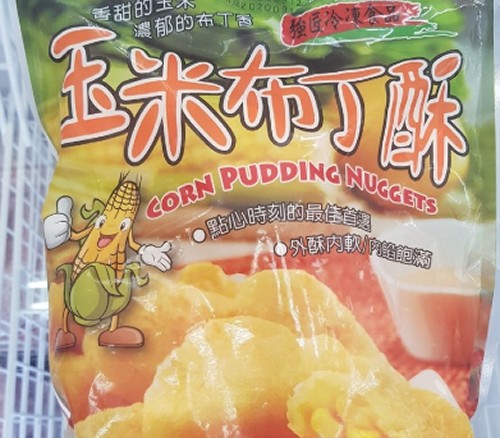 香甜的玉米
濃郁的布丁香
強匠冷凍食品
玉米布丁酥
CORN PUDDING NUGGETS
點心時刻的最佳首選
外酥內軟/內餡飽滿